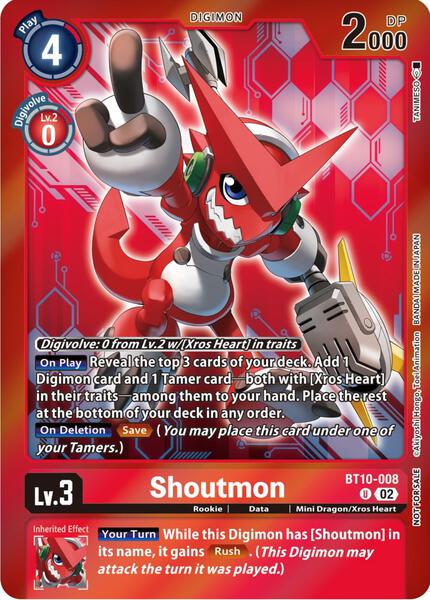 DIGIMON
Play
4
DP
2000
Digivolve
Lv.2
0
TANIMESO
Digivolve: 0 from Lv.2 w/[Xros Heart] in traits
On Play Reveal the top 3 cards of your deck. Add 1
Digimon card and 1 Tamer card—both with [Xros Heart]
in their traits—among them to your hand. Place the rest
at the bottom of your deck in any order.
On Deletion Save (You may place this card under one
of your Tamers.)
©Akiyoshi Hongo, Toei Animation BANDAI MADE IN JAPAN
NOT FOR SALE
Lv.3
Shoutmon
BT10-008
U 02
Rookie | Data | Mini Dragon/Xros Heart
Inherited Effect
Your Turn While this Digimon has [Shoutmon] in
its name, it gains Rush. (This Digimon may
attack the turn it was played.)